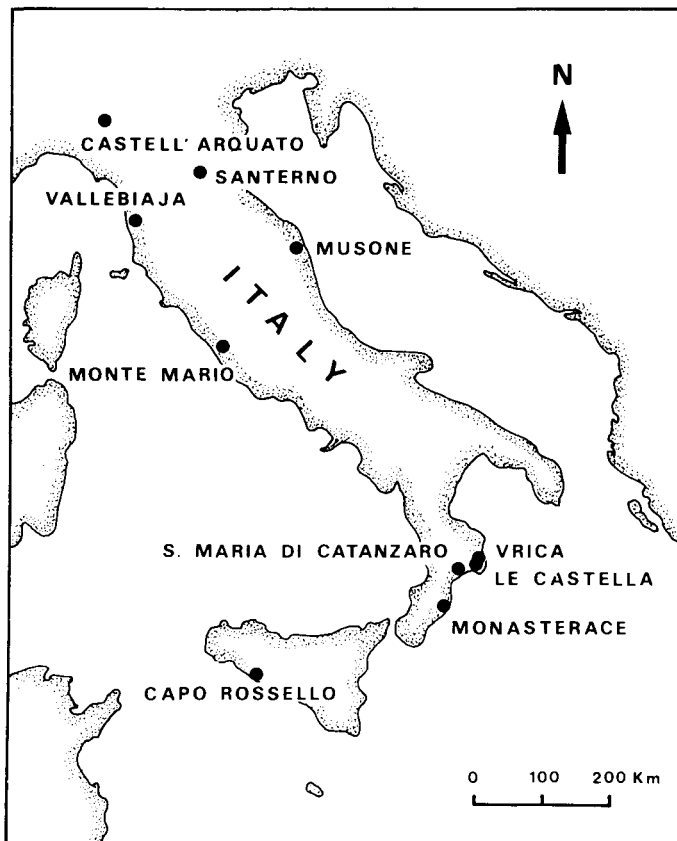 N
CASTELL' ARQUATO
SANTERNO
VALLEBIAJA
MUSONE
ITALY
MONTE MARIO
S. MARIA DI CATANZARO
VRICA
LE CASTELLA
MONASTERACE
CAPO ROSSELLO
0 100 200 Km